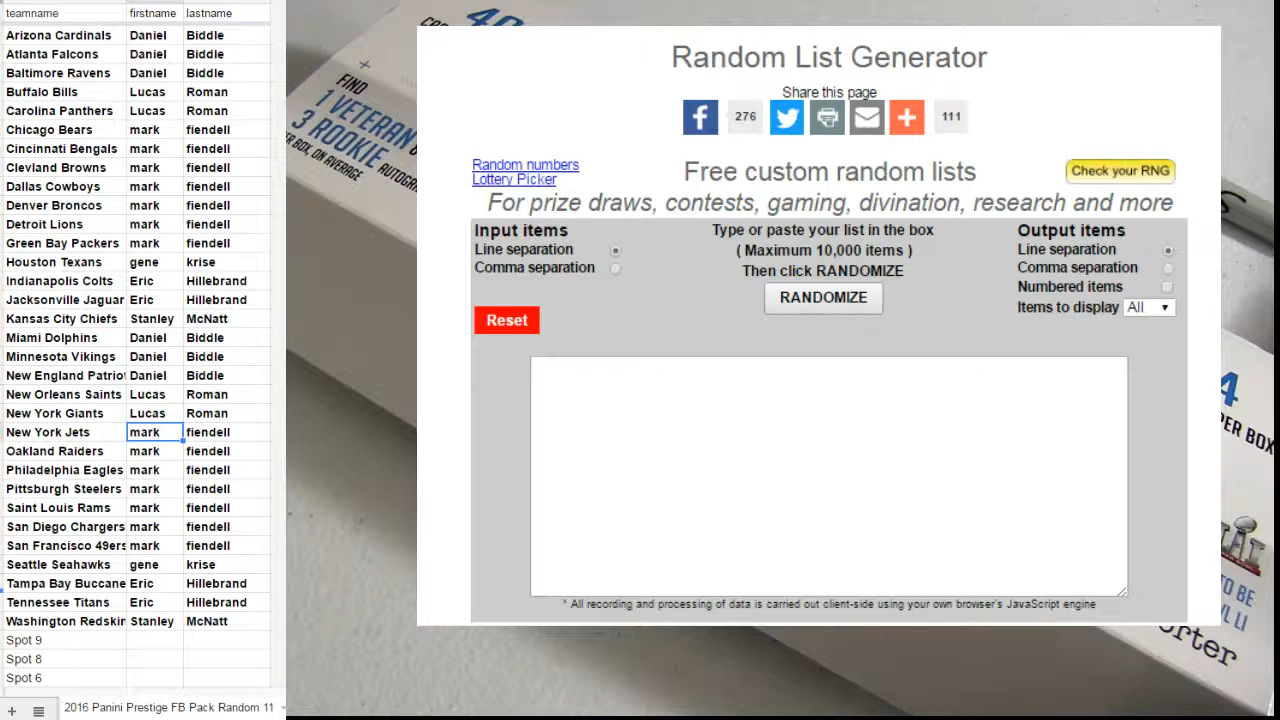 teamname firstname lastname
Arizona Cardinals Daniel Biddle
Atlanta Falcons Daniel Biddle
Baltimore Ravens Daniel Biddle
Buffalo Bills Lucas Roman
Carolina Panthers Lucas Roman
Chicago Bears mark fiendell
Cincinnati Bengals mark fiendell
Clevland Browns mark fiendell
Dallas Cowboys mark fiendell
Denver Broncos mark fiendell
Detroit Lions mark fiendell
Green Bay Packers mark fiendell
Houston Texans gene krise
Indianapolis Colts Eric Hillebrand
Jacksonville Jaguar Eric Hillebrand
Kansas City Chiefs Stanley McNatt
Miami Dolphins Daniel Biddle
Minnesota Vikings Daniel Biddle
New England Patriot Daniel Biddle
New Orleans Saints Lucas Roman
New York Giants Lucas Roman
New York Jets mark fiendell
Oakland Raiders mark fiendell
Philadelphia Eagles mark fiendell
Pittsburgh Steelers mark fiendell
Saint Louis Rams mark fiendell
San Diego Chargers mark fiendell
San Francisco 49ers mark fiendell
Seattle Seahawks gene krise
Tampa Bay Buccane Eric Hillebrand
Tennessee Titans Eric Hillebrand
Washington Redskin Stanley McNatt
Spot 9
Spot 8
Spot 6
2016 Panini Prestige FB Pack Random 11
FIND
1 VETERAN &
3 ROOKIE AUTOGRA
PER BOX, ON AVERAGE
Random List Generator
Share this page
276 111
Random numbers
Lottery Picker
Free custom random lists
Check your RNG
For prize draws, contests, gaming, divination, research and more
Input items
Line separation
Comma separation
Reset
Type or paste your list in the box
( Maximum 10,000 items )
Then click RANDOMIZE
RANDOMIZE
Output items
Line separation
Comma separation
Numbered items
Items to display All
* All recording and processing of data is carried out client-side using your own browser's JavaScript engine
4
PER BOX
TO BE